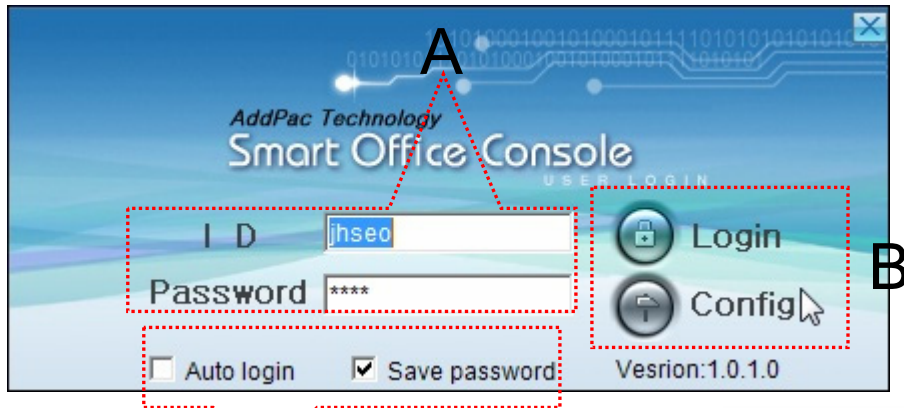 A
AddPac Technology
Smart Office Console
USER LOGIN
I D
jhseo
Login
B
Password
****
Config
Auto login
Save password
Vesrion:1.0.1.0